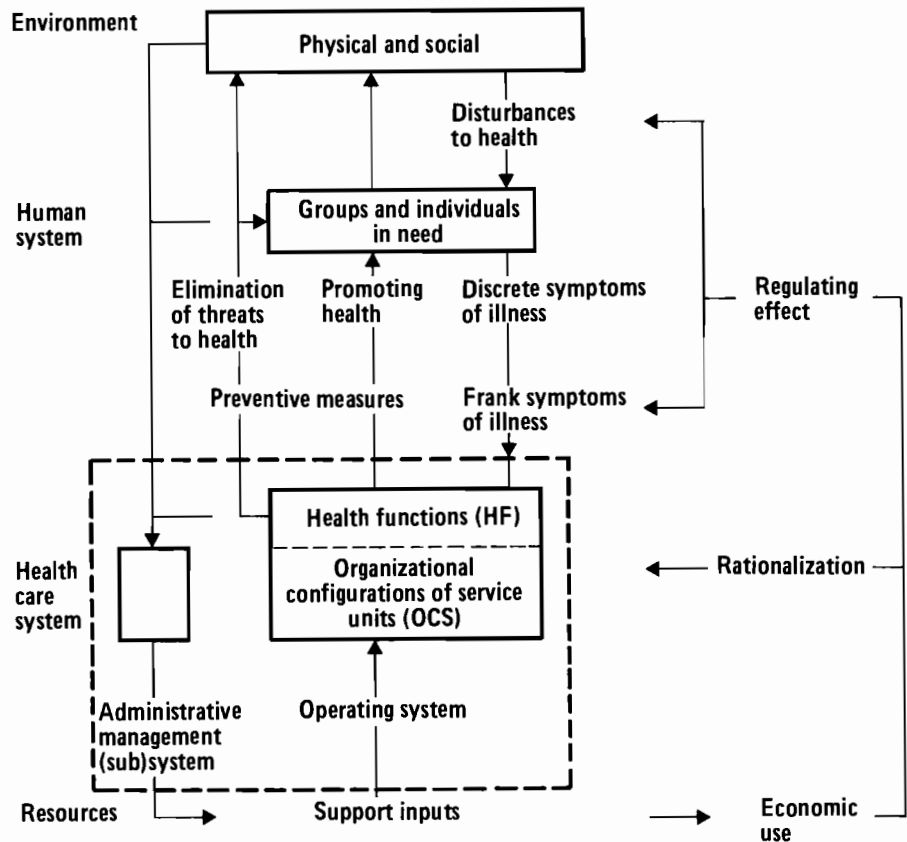 Environment
Physical and social
Disturbances
to health
Human
system
Groups and individuals
in need
Elimination
of threats
to health
Promoting
health
Discrete symptoms
of illness
Regulating
effect
Preventive measures
Frank symptoms
of illness
Health
care
system
Health functions (HF)
Organizational
configurations of service
units (OCS)
Rationalization
Administrative
management
(sub)system
Operating system
Resources
Support inputs
Economic
use